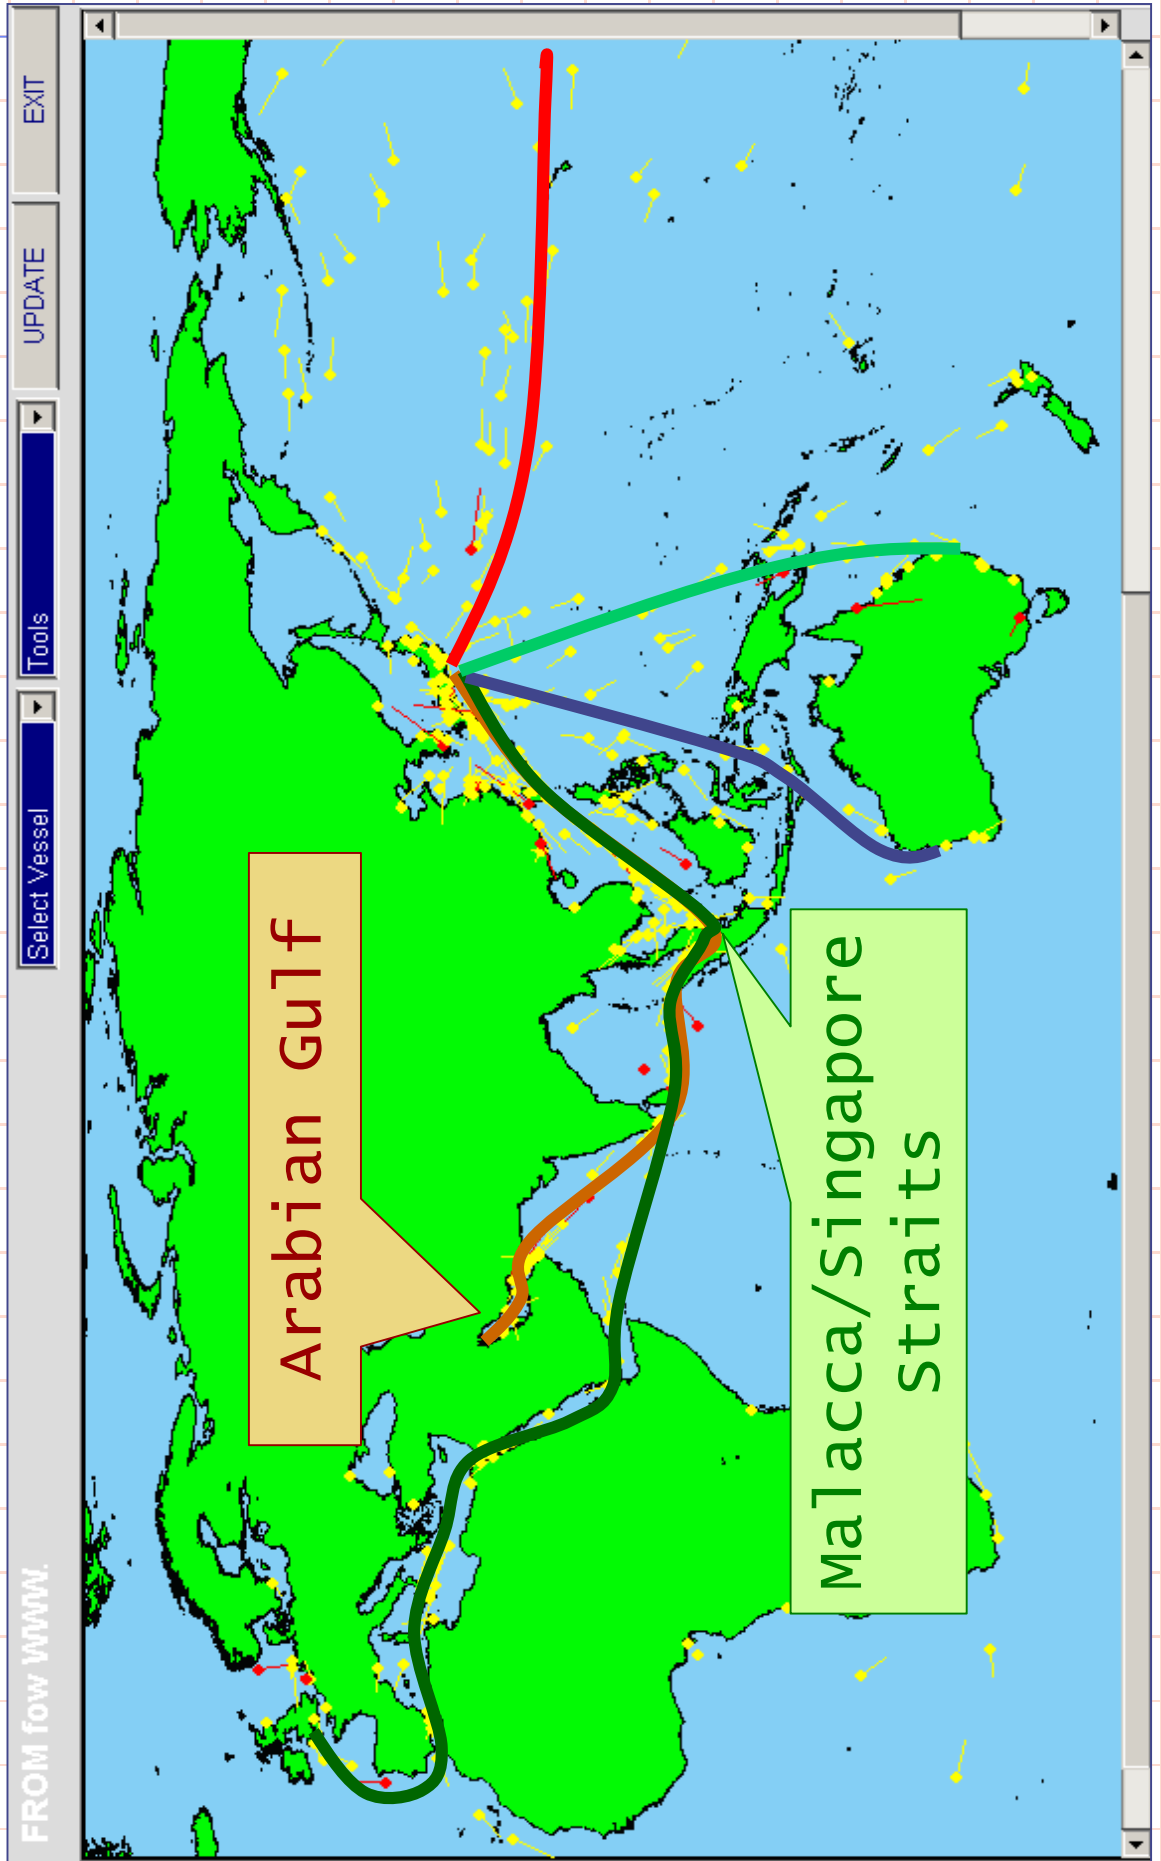 FROM fow WWW.
Select Vessel
Tools
UPDATE
EXIT
Arabian Gulf
Malacca/Singapore
Straits